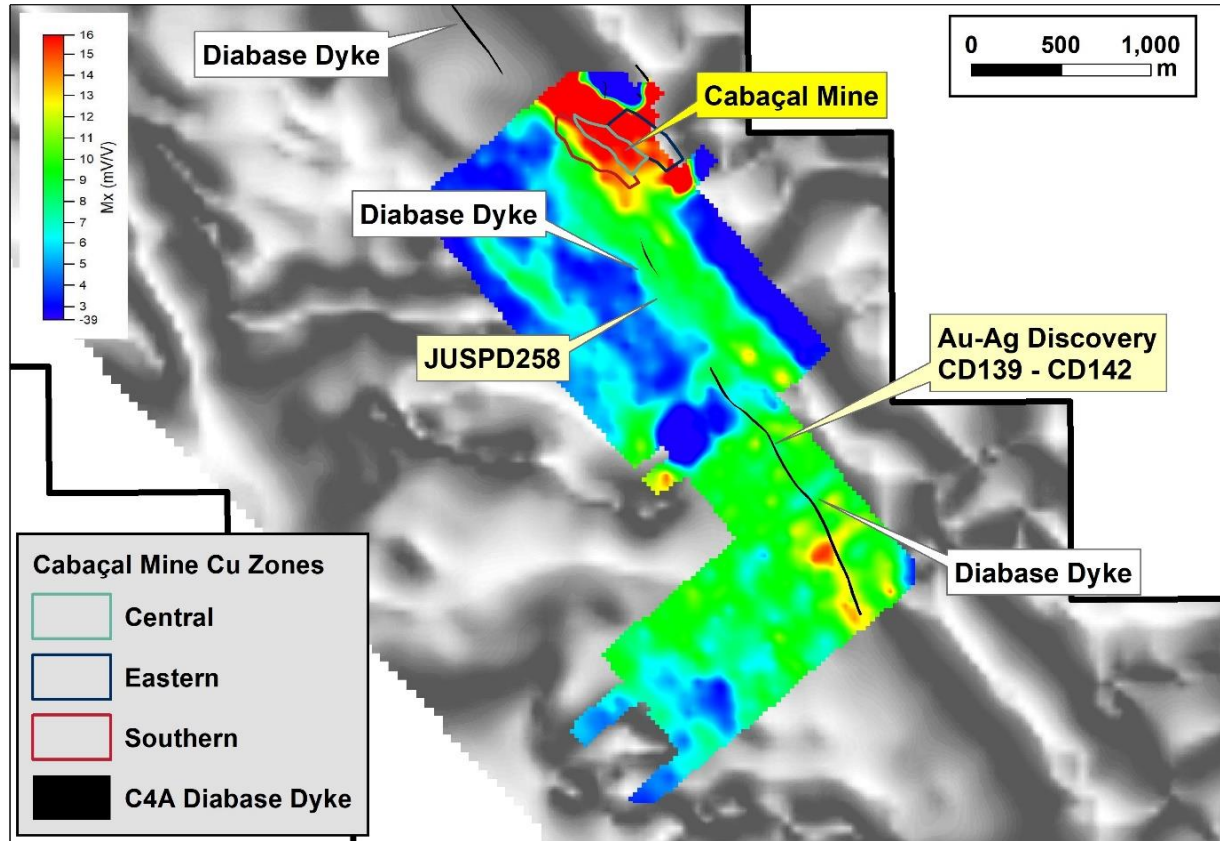 Diabase Dyke
0 500 1,000
m
16
15
14
13
11
10
9
8
7
6
5
4
3
-39
Mx (mV/V)
Cabaçal Mine
Diabase Dyke
JUSPD258
Au-Ag Discovery
CD139 - CD142
Diabase Dyke
Cabaçal Mine Cu Zones
Central
Eastern
Southern
C4A Diabase Dyke